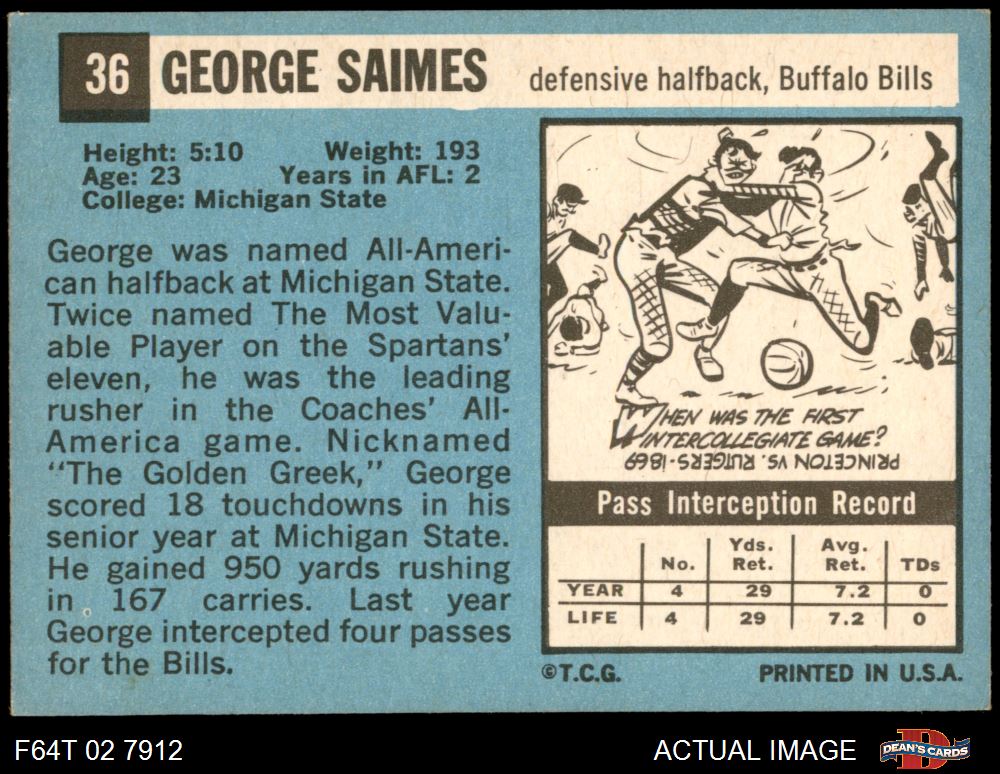 36 GEORGE SAIMES defensive halfback, Buffalo Bills
Height: 5:10 Weight: 193
Age: 23 Years in AFL: 2
College: Michigan State
George was named All-Ameri-
can halfback at Michigan State.
Twice named The Most Valu-
able Player on the Spartans'
eleven, he was the leading
rusher in the Coaches' All-
America game. Nicknamed
"The Golden Greek," George
scored 18 touchdowns in his
senior year at Michigan State.
He gained 950 yards rushing
in 167 carries. Last year
George intercepted four passes
for the Bills.
WHEN WAS THE FIRST
INTERCOLLEGIATE GAME?
PRINCETON VS. RUTGERS-1869
Pass Interception Record
No. Yds. Ret. Avg. Ret. TDs
YEAR 4 29 7.2 0
LIFE 4 29 7.2 0
©T.C.G. PRINTED IN U.S.A.
F64T 02 7912 ACTUAL IMAGE DEAN'S CARDS